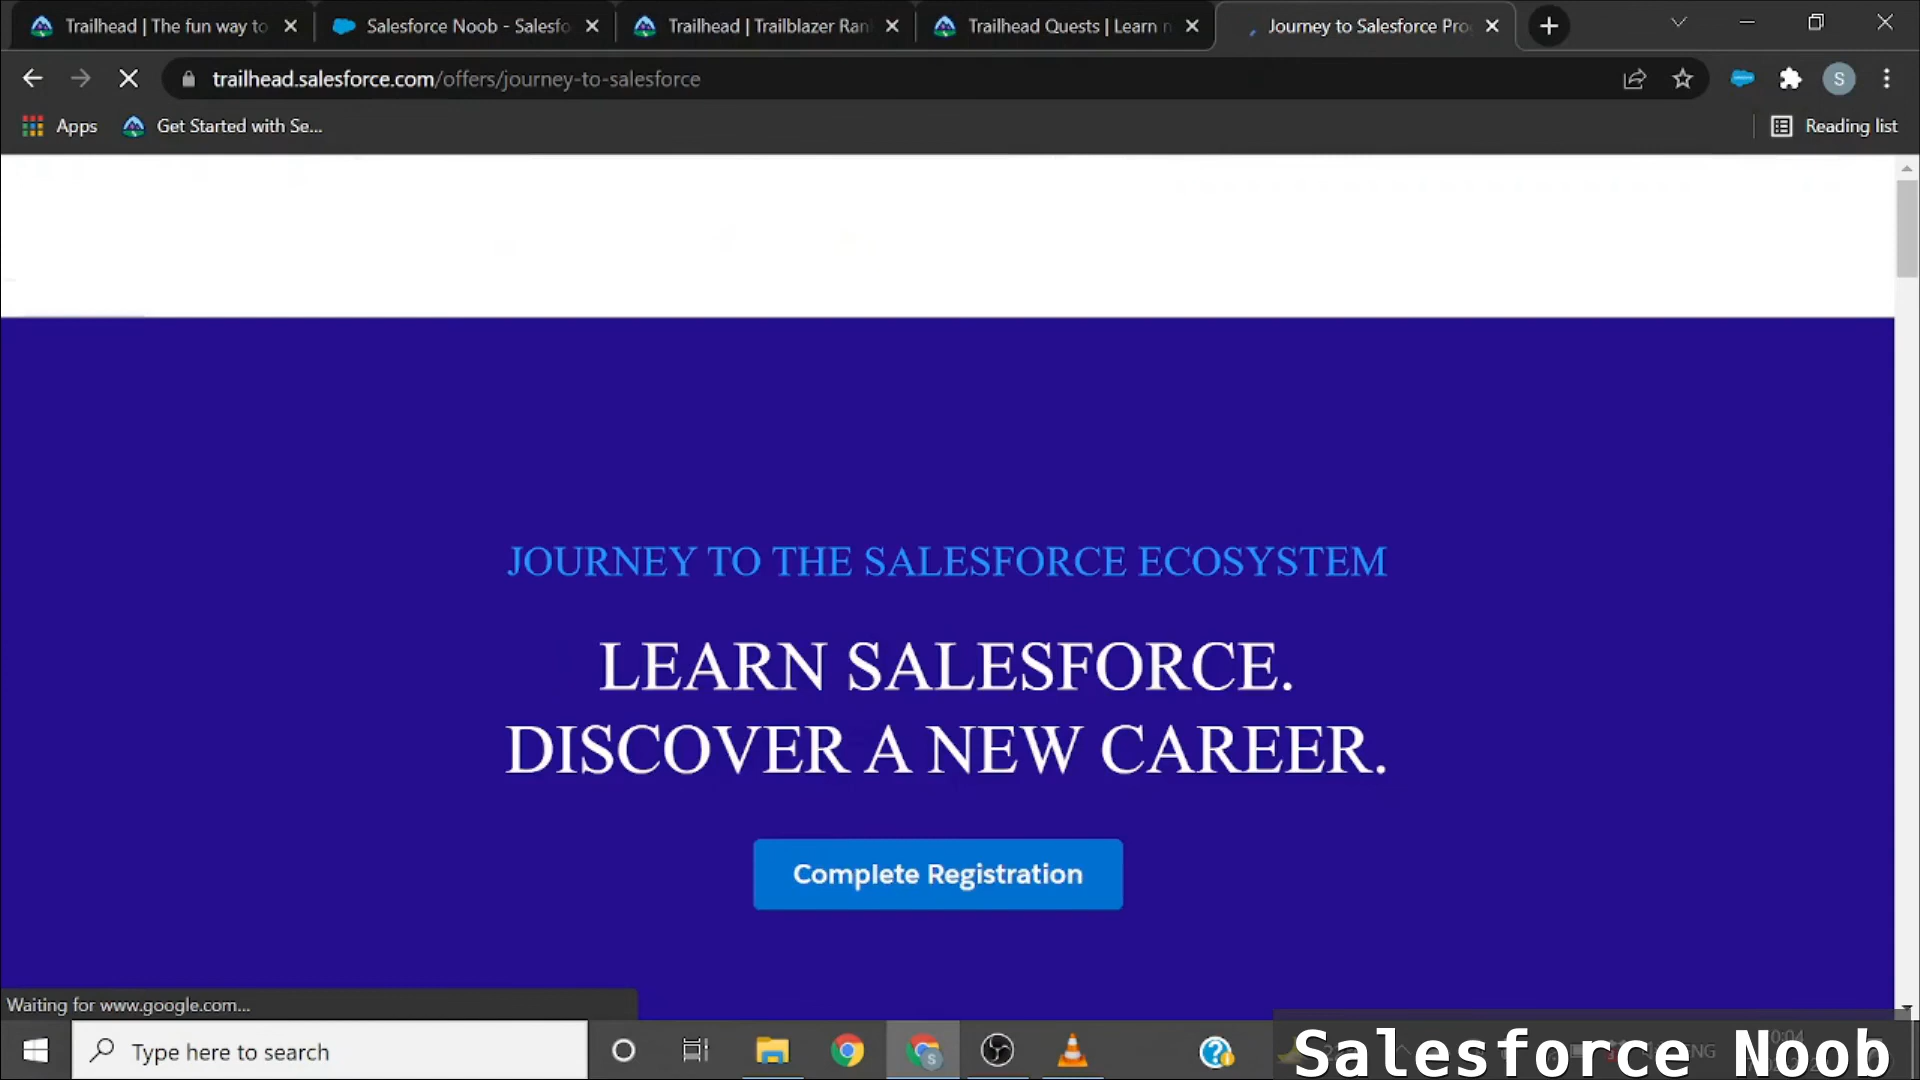 Trailhead | The fun way to
Salesforce Noob - Salesfo
Trailhead | Trailblazer Ran
Trailhead Quests | Learn n
Journey to Salesforce Pro
trailhead.salesforce.com/offers/journey-to-salesforce
S
Apps
Get Started with Se...
Reading list
JOURNEY TO THE SALESFORCE ECOSYSTEM
LEARN SALESFORCE.
DISCOVER A NEW CAREER.
Complete Registration
Waiting for www.google.com...
Type here to search
Salesforce Noob